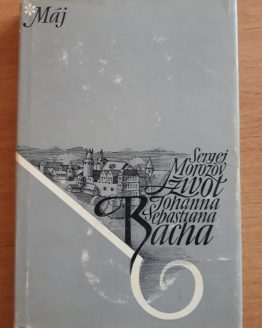 Máj
Sergej
Morozov
život
Johanna
Sebastiana
Bacha